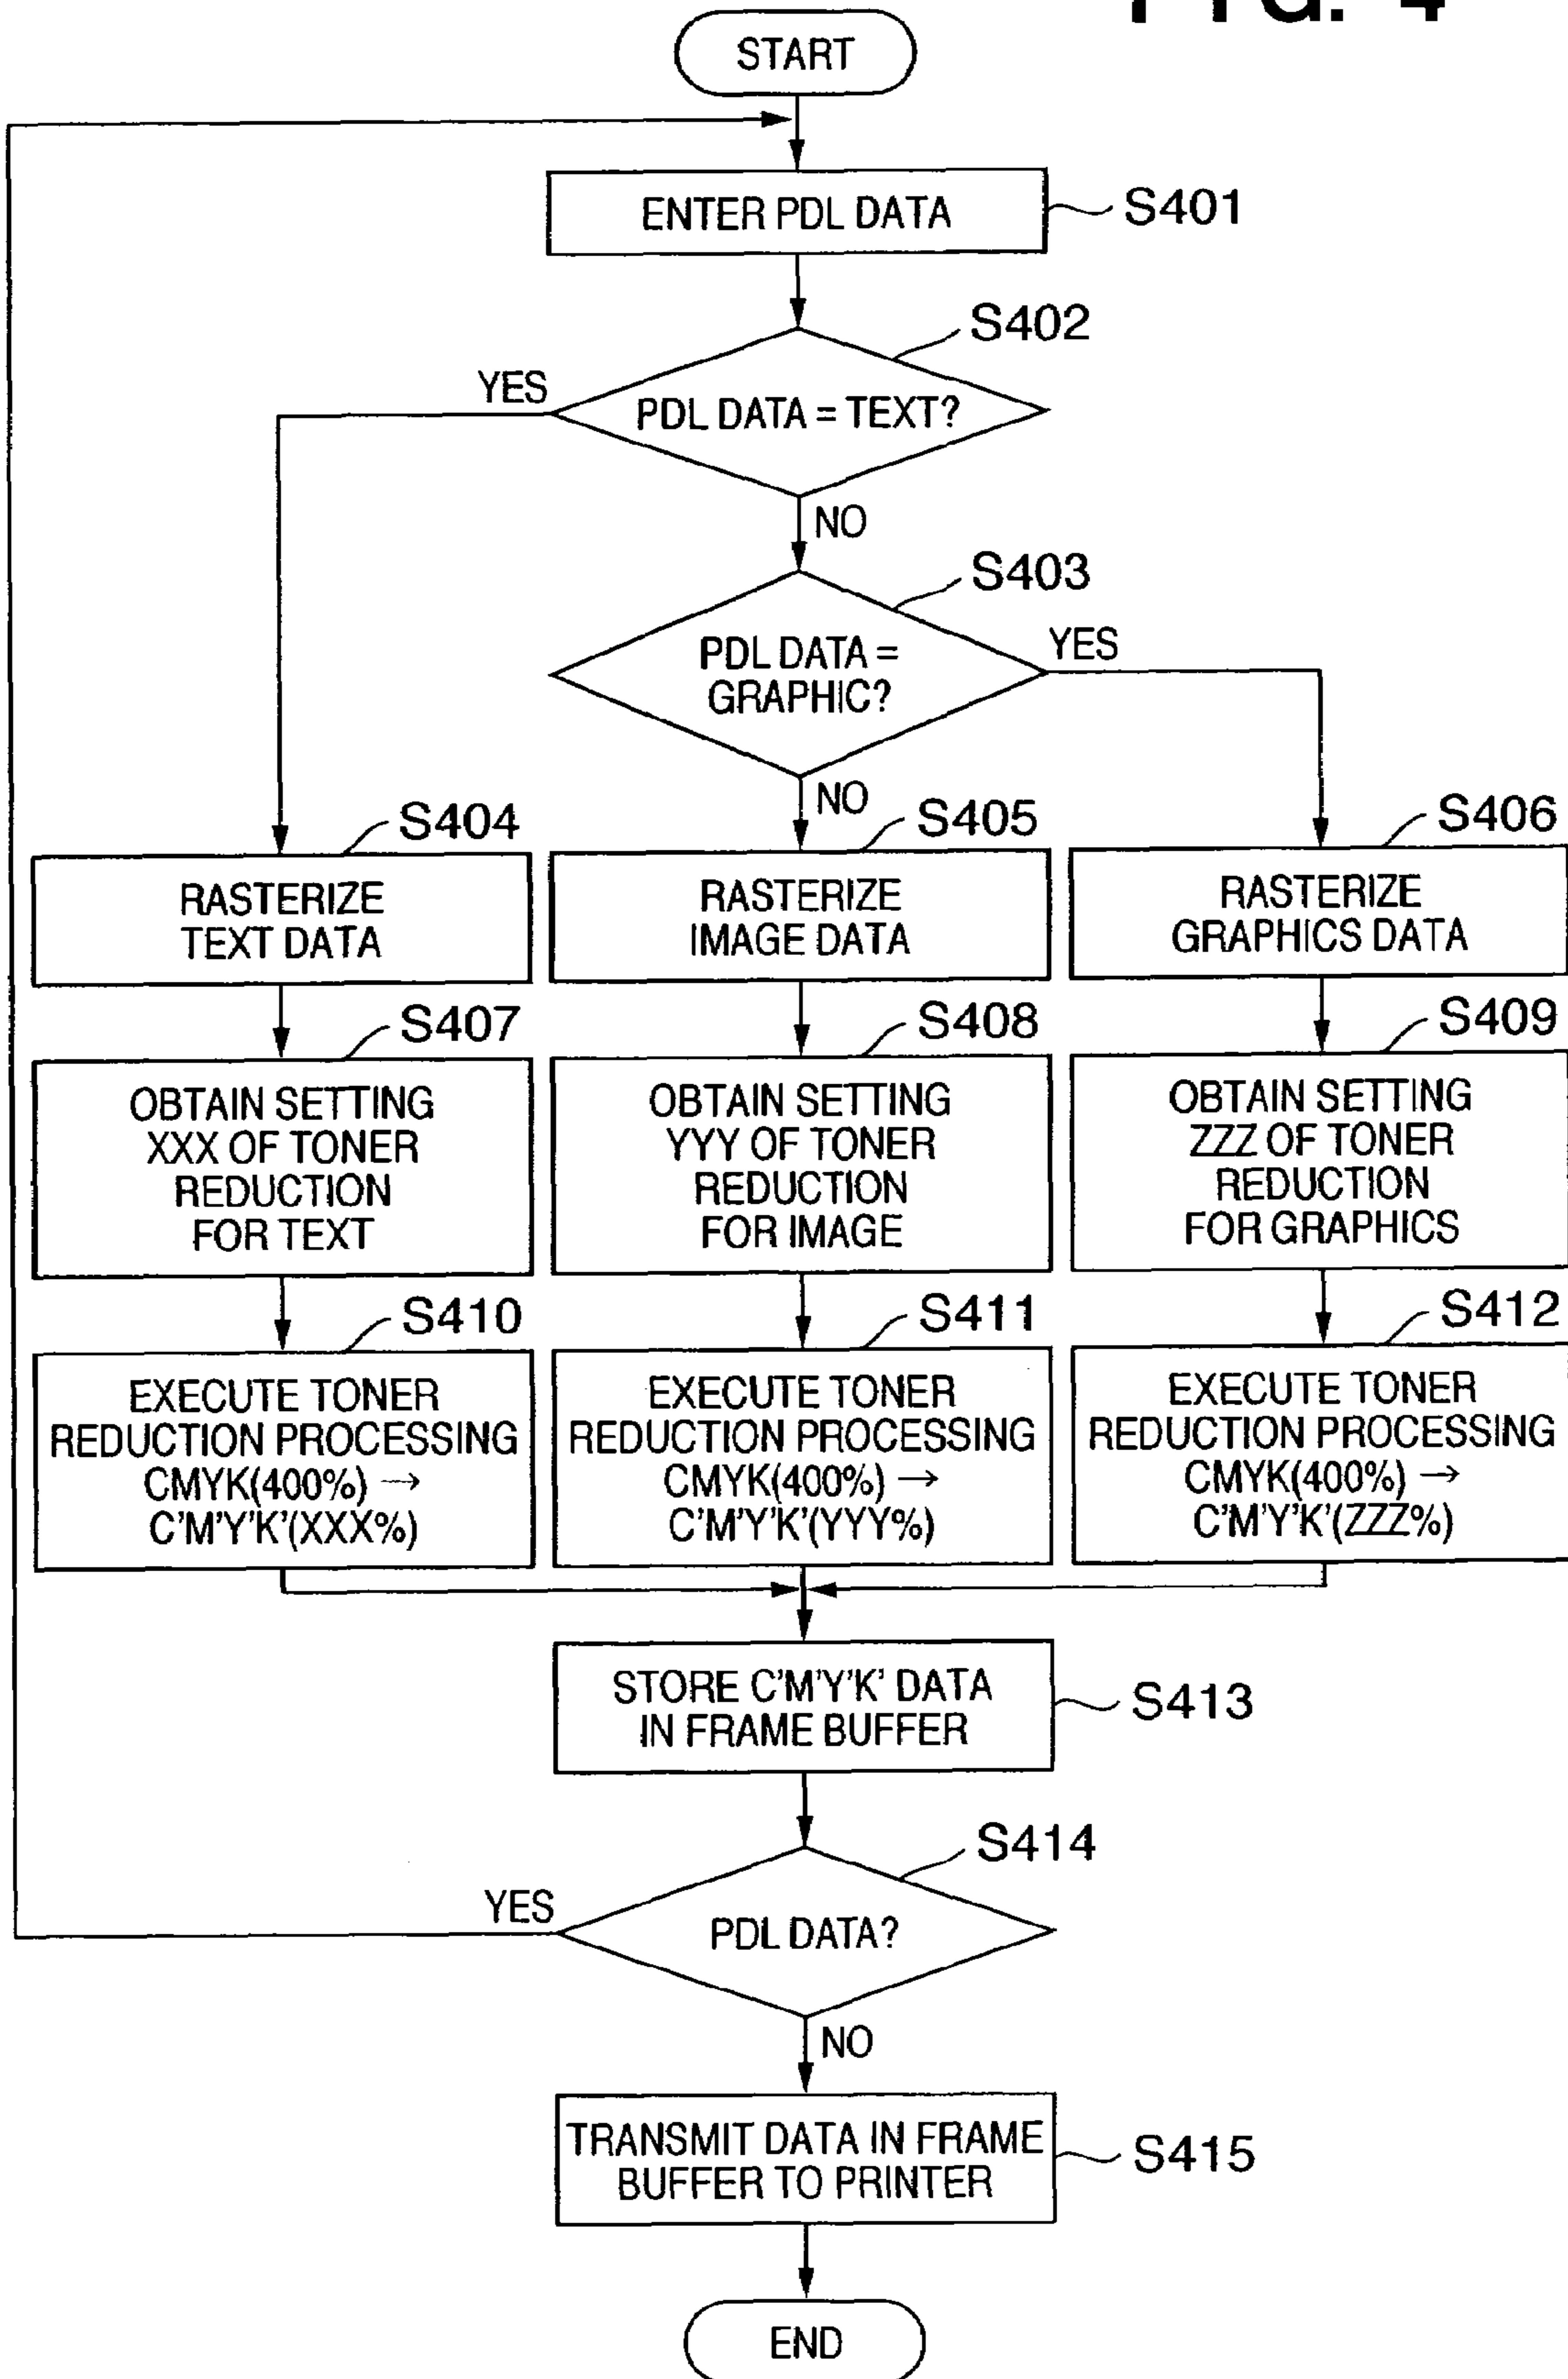 FIG. 4
START
ENTER PDL DATA
S401
S402
YES
PDL DATA = TEXT?
NO
S403
PDL DATA =
GRAPHIC?
YES
NO
S404
RASTERIZE
TEXT DATA
S405
RASTERIZE
IMAGE DATA
S406
RASTERIZE
GRAPHICS DATA
S407
OBTAIN SETTING
XXX OF TONER
REDUCTION
FOR TEXT
S408
OBTAIN SETTING
YYY OF TONER
REDUCTION
FOR IMAGE
S409
OBTAIN SETTING
ZZZ OF TONER
REDUCTION
FOR GRAPHICS
S410
EXECUTE TONER
REDUCTION PROCESSING
CMYK(400%) →
C'M'Y'K'(XXX%)
S411
EXECUTE TONER
REDUCTION PROCESSING
CMYK(400%) →
C'M'Y'K'(YYY%)
S412
EXECUTE TONER
REDUCTION PROCESSING
CMYK(400%) →
C'M'Y'K'(ZZZ%)
STORE C'M'Y'K' DATA
IN FRAME BUFFER
S413
S414
YES
PDL DATA?
NO
TRANSMIT DATA IN FRAME
BUFFER TO PRINTER
S415
END